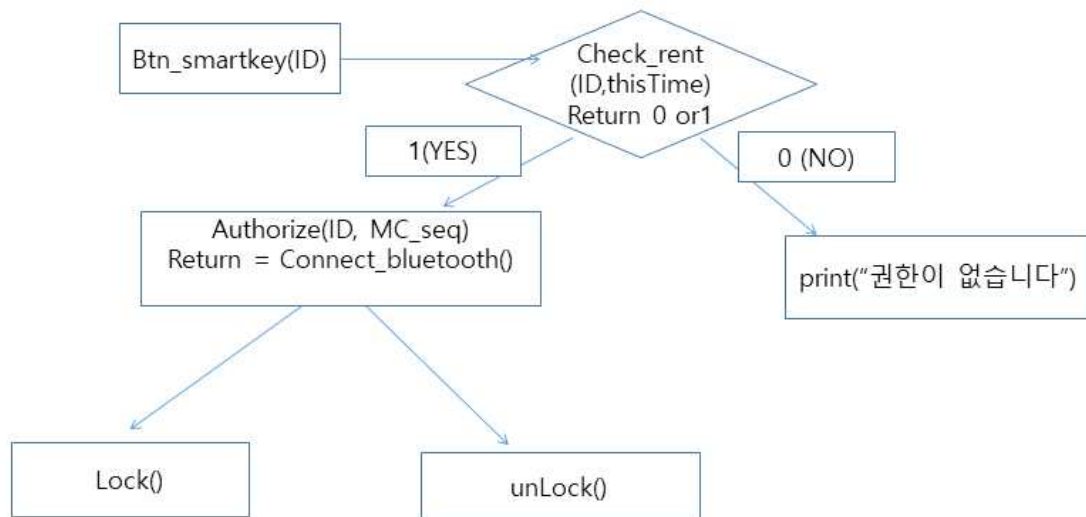 Btn_smartkey(ID)
Check_rent
(ID,thisTime)
Return 0 or1
1(YES)
0 (NO)
Authorize(ID, MC_seq)
Return = Connect_bluetooth()
print(“권한이 없습니다”)
Lock()
unLock()